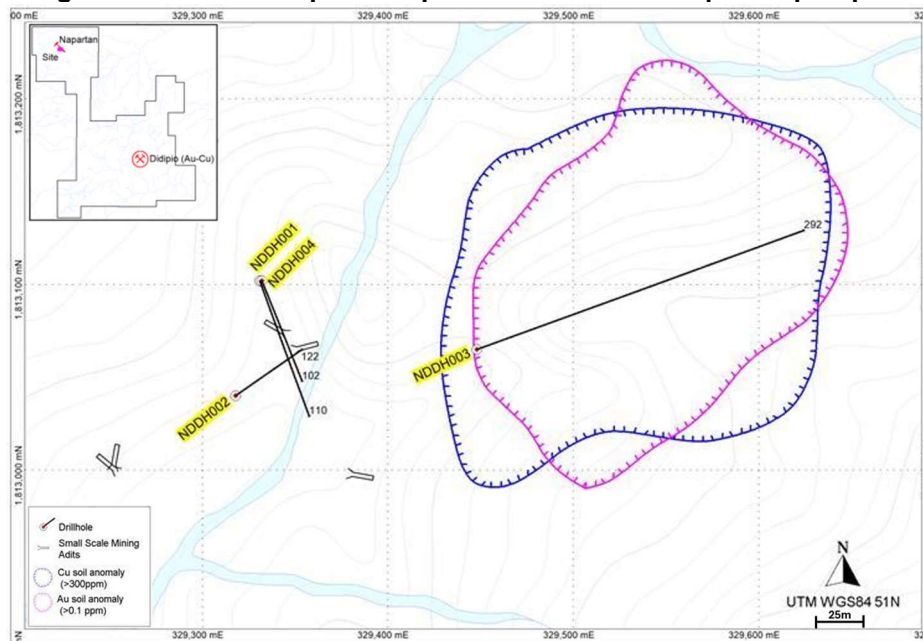 00 mE 329,300 mE 329,400 mE 329,500 mE 329,600 mE
Napartan
Site
Didipio (Au-Cu)
1,813,200 mN
1,813,100 mN
1,813,000 mN
NDDH001
NDDH004
292
NDDH003
122
102
110
NDDH002
Drillhole
Small Scale Mining
Adits
Cu soil anomaly
(>300ppm)
Au soil anomaly
(>0.1 ppm)
N
UTM WGS84 51N
25m
329,300 mE 329,400 mE 329,500 mE 329,600 mE